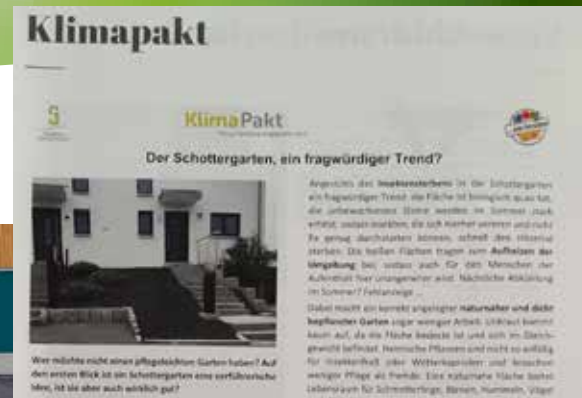 Klimapakt
KlimaPakt
Der Schottergarten, ein fragwürdiger Trend?
Wer möchte nicht einen pflegeleichten Garten haben? Auf
den ersten Blick ist ein Schottergarten eine verführerische
Idee, ist sie aber auch wirklich gut?
Angesichts des Insektensterbens ist der Schottergarten
ein fragwürdiger Trend: die Fläche ist biologisch quasi tot,
die unbewachsenen Steine werden im Sommer stark
erhitzt, sodass Insekten, die sich hierher verirren und nicht
fix genug durchstarten können, schnell den Hitzetod
sterben. Die heißen Flächen tragen zum Aufheizen der
Umgebung bei, sodass auch für den Menschen der
Aufenthalt hier unangenehm wird. Nächtliche Abkühlung
im Sommer? Fehlanzeige ...
Dabei macht ein korrekt angelegter naturnaher und dicht
bepflanzter Garten sogar weniger Arbeit. Unkraut kommt
kaum auf, da die Fläche bedeckt ist und sich im Gleich-
gewicht befindet. Heimische Pflanzen sind nicht so anfällig
für Insektenfraß oder Wetterkapriolen und brauchen
weniger Pflege als fremde. Eine naturnahe Fläche bietet
Lebensraum für Schmetterlinge, Bienen, Hummeln, Vögel